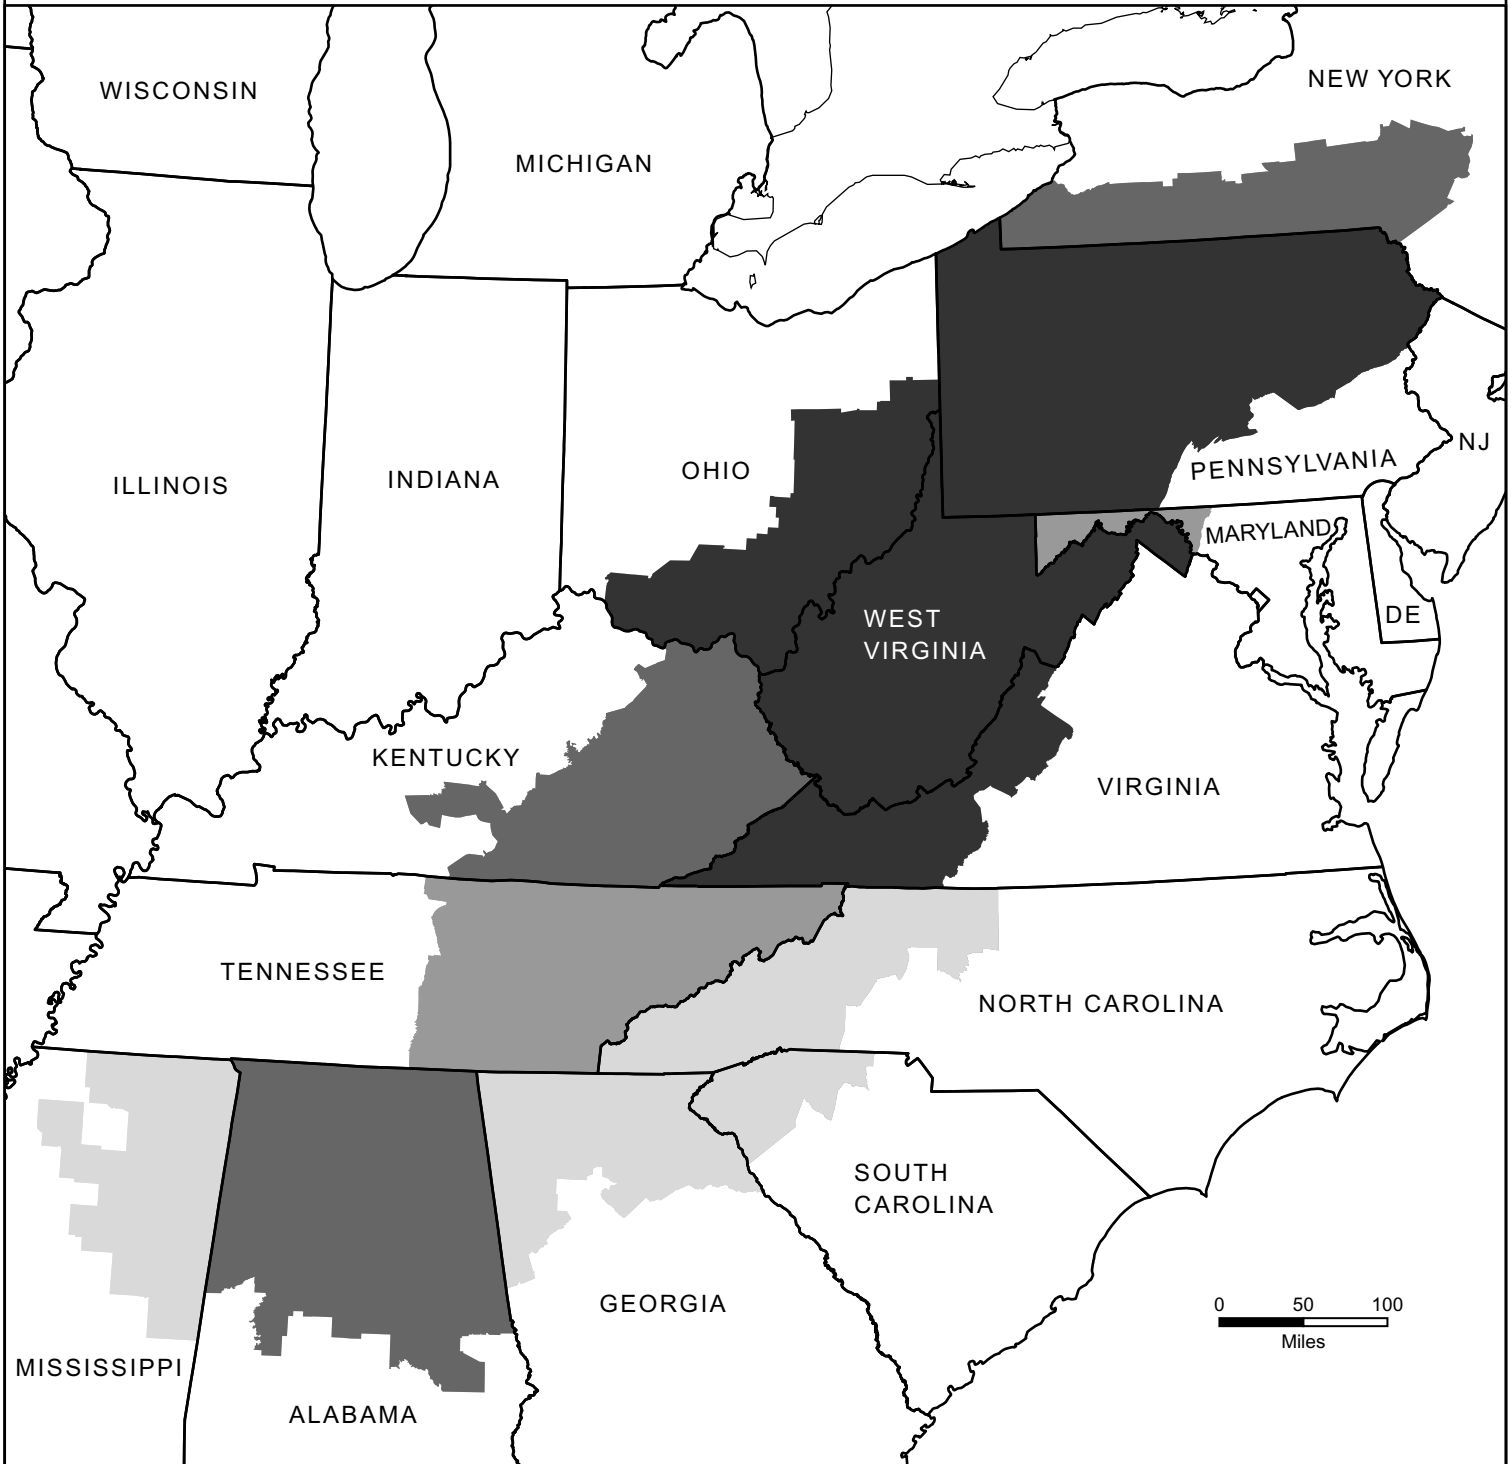 NEW YORK
WISCONSIN
MICHIGAN
NJ
PENNSYLVANIA
OHIO
INDIANA
ILLINOIS
MARYLAND
DE
WEST
VIRGINIA
KENTUCKY
VIRGINIA
TENNESSEE
NORTH CAROLINA
SOUTH
CAROLINA
GEORGIA
0 50 100
Miles
MISSISSIPPI
ALABAMA